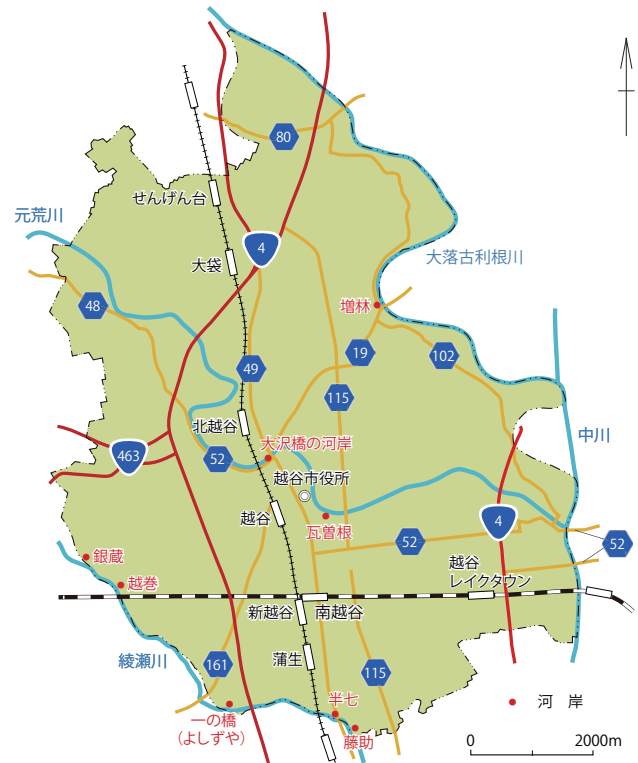 80
せんげん台
元荒川
4
大袋
大落古利根川
48
増林
19
102
49
115
北越谷
中川
大沢橋の河岸
463
52
越谷市役所
越谷
瓦曽根
4
52
52
銀蔵
越谷
レイクタウン
越巻
新越谷
南越谷
綾瀬川
161
蒲生
115
半七
河　岸
一の橋
(よしずや)
藤助
0
2000m